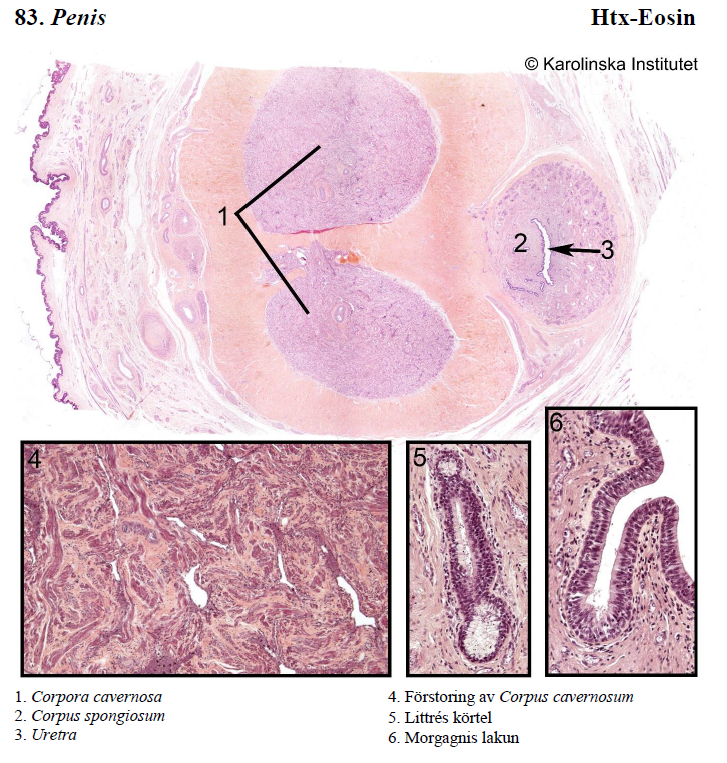 83. Penis
Htx-Eosin
© Karolinska Institutet
1
2
3
4
5
6
1. Corpora cavernosa
2. Corpus spongiosum
3. Uretra
4. Förstoring av Corpus cavernosum
5. Littrés körtel
6. Morgagnis lakun